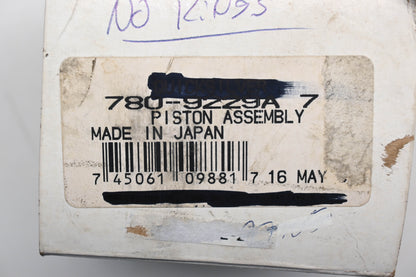 No Rings
780-9229A 7
PISTON ASSEMBLY
MADE IN JAPAN
7 45061 09881 7 16 MAY